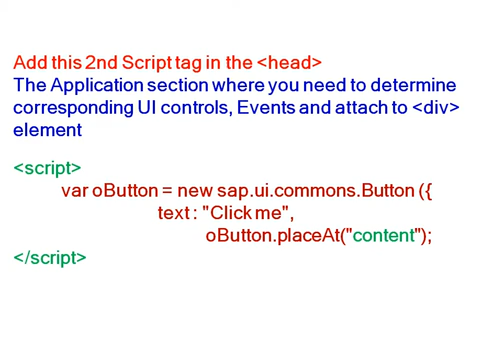 Add this 2nd Script tag in the <head>
The Application section where you need to determine
corresponding UI controls, Events and attach to <div>
element
<script>
var oButton = new sap.ui.commons.Button ({
text : "Click me",
oButton.placeAt("content");
</script>